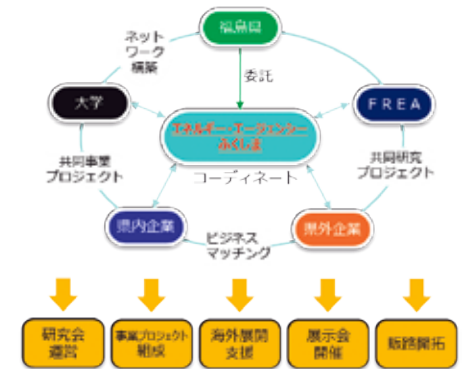 福島県
ネット
ワーク
構築
委託
大学
FREA
エネルギー・エージェンシー
ふくしま
共同事業
プロジェクト
共同研究
プロジェクト
コーディネート
県内企業
県外企業
ビジネス
マッチング
研究会
運営
事業プロジェクト
組成
海外展開
支援
展示会
開催
販路開拓